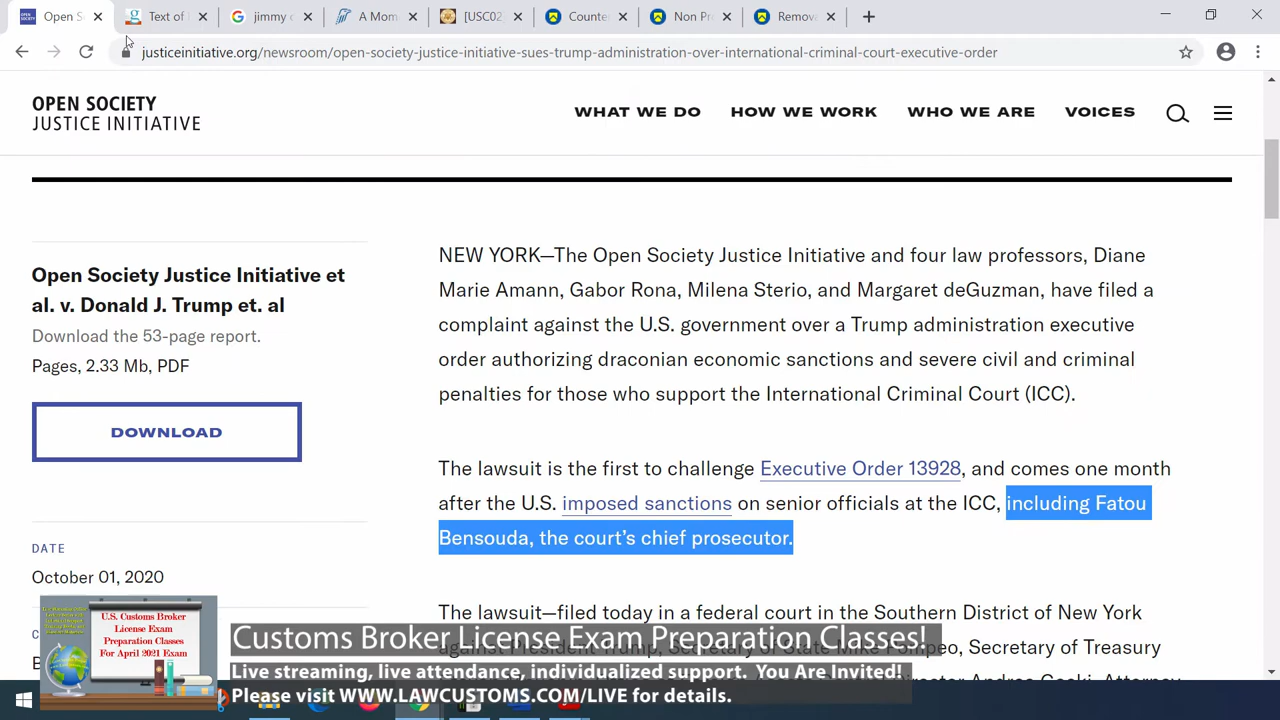 Open S
Text of
jimmy c
A Mom
[USC02
Counter
Non Pr
Remova
justiceinitiative.org/newsroom/open-society-justice-initiative-sues-trump-administration-over-international-criminal-court-executive-order
OPEN SOCIETY
JUSTICE INITIATIVE
WHAT WE DO
HOW WE WORK
WHO WE ARE
VOICES
Open Society Justice Initiative et
al. v. Donald J. Trump et. al
Download the 53-page report.
Pages, 2.33 Mb, PDF
DOWNLOAD
DATE
October 01, 2020
NEW YORK—The Open Society Justice Initiative and four law professors, Diane
Marie Amann, Gabor Rona, Milena Sterio, and Margaret deGuzman, have filed a
complaint against the U.S. government over a Trump administration executive
order authorizing draconian economic sanctions and severe civil and criminal
penalties for those who support the International Criminal Court (ICC).
The lawsuit is the first to challenge Executive Order 13928, and comes one month
after the U.S. imposed sanctions on senior officials at the ICC, including Fatou
Bensouda, the court's chief prosecutor.
The lawsuit—filed today in a federal court in the Southern District of New York
against President Trump, Secretary of State Mike Pompeo, Secretary of Treasury
U.S. Customs Broker
License Exam
Preparation Classes
For April 2021 Exam
Customs Broker License Exam Preparation Classes!
Live streaming, live attendance, individualized support. You Are Invited!
Please visit WWW.LAWCUSTOMS.COM/LIVE for details.